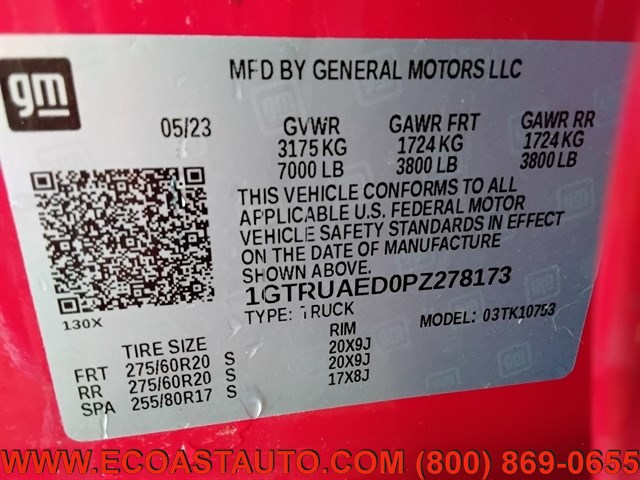 gm
MFD BY GENERAL MOTORS LLC
05/23 GVWR GAWR FRT GAWR RR
3175 KG 1724 KG 1724 KG
7000 LB 3800 LB 3800 LB
THIS VEHICLE CONFORMS TO ALL
APPLICABLE U.S. FEDERAL MOTOR
VEHICLE SAFETY STANDARDS IN EFFECT
ON THE DATE OF MANUFACTURE
SHOWN ABOVE.
1GTRUAED0PZ278173
130X
TYPE: TRUCK MODEL: 03TK10753
TIRE SIZE RIM
FRT 275/60R20 S 20X9J
RR 275/60R20 S 20X9J
SPA 255/80R17 S 17X8J
WWW.ECOASTAUTO.COM (800) 869-0655